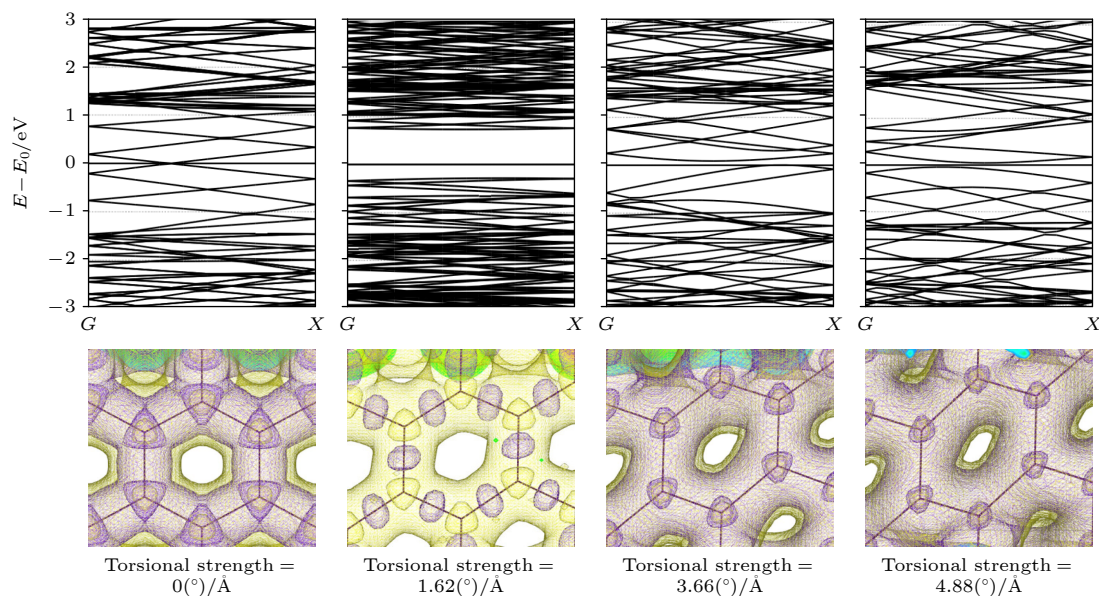 3
2
1
0
−1
−2
−3
E−E₀/eV
G X G X G X G X
Torsional strength = Torsional strength = Torsional strength = Torsional strength =
0(°)/Å 1.62(°)/Å 3.66(°)/Å 4.88(°)/Å